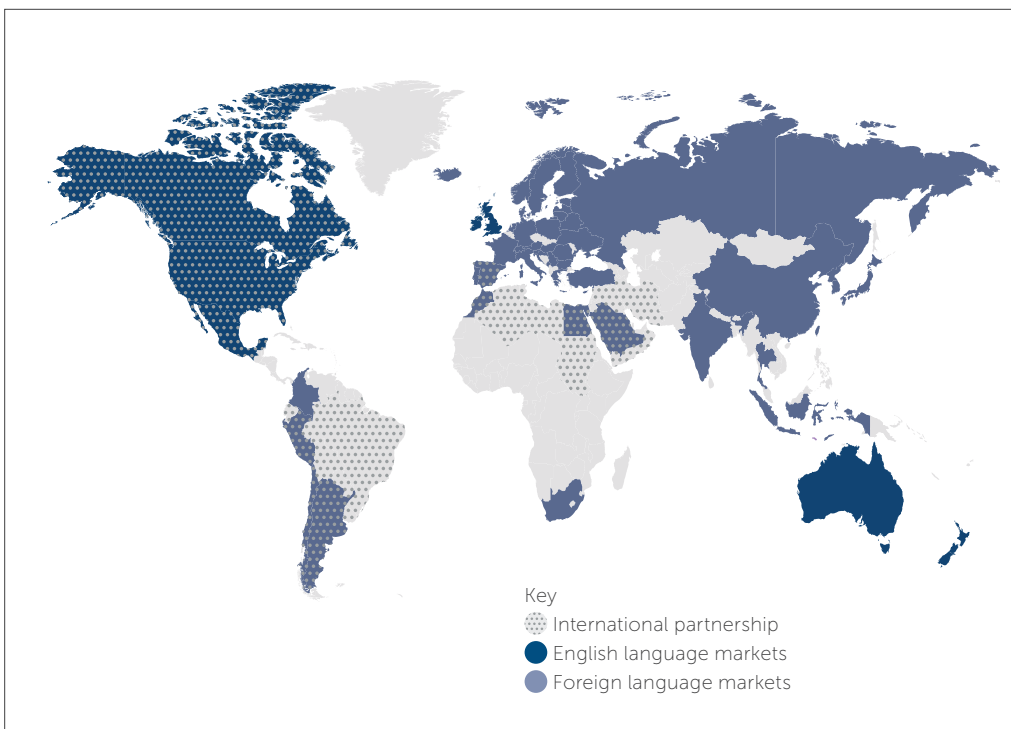 Key
International partnership
English language markets
Foreign language markets